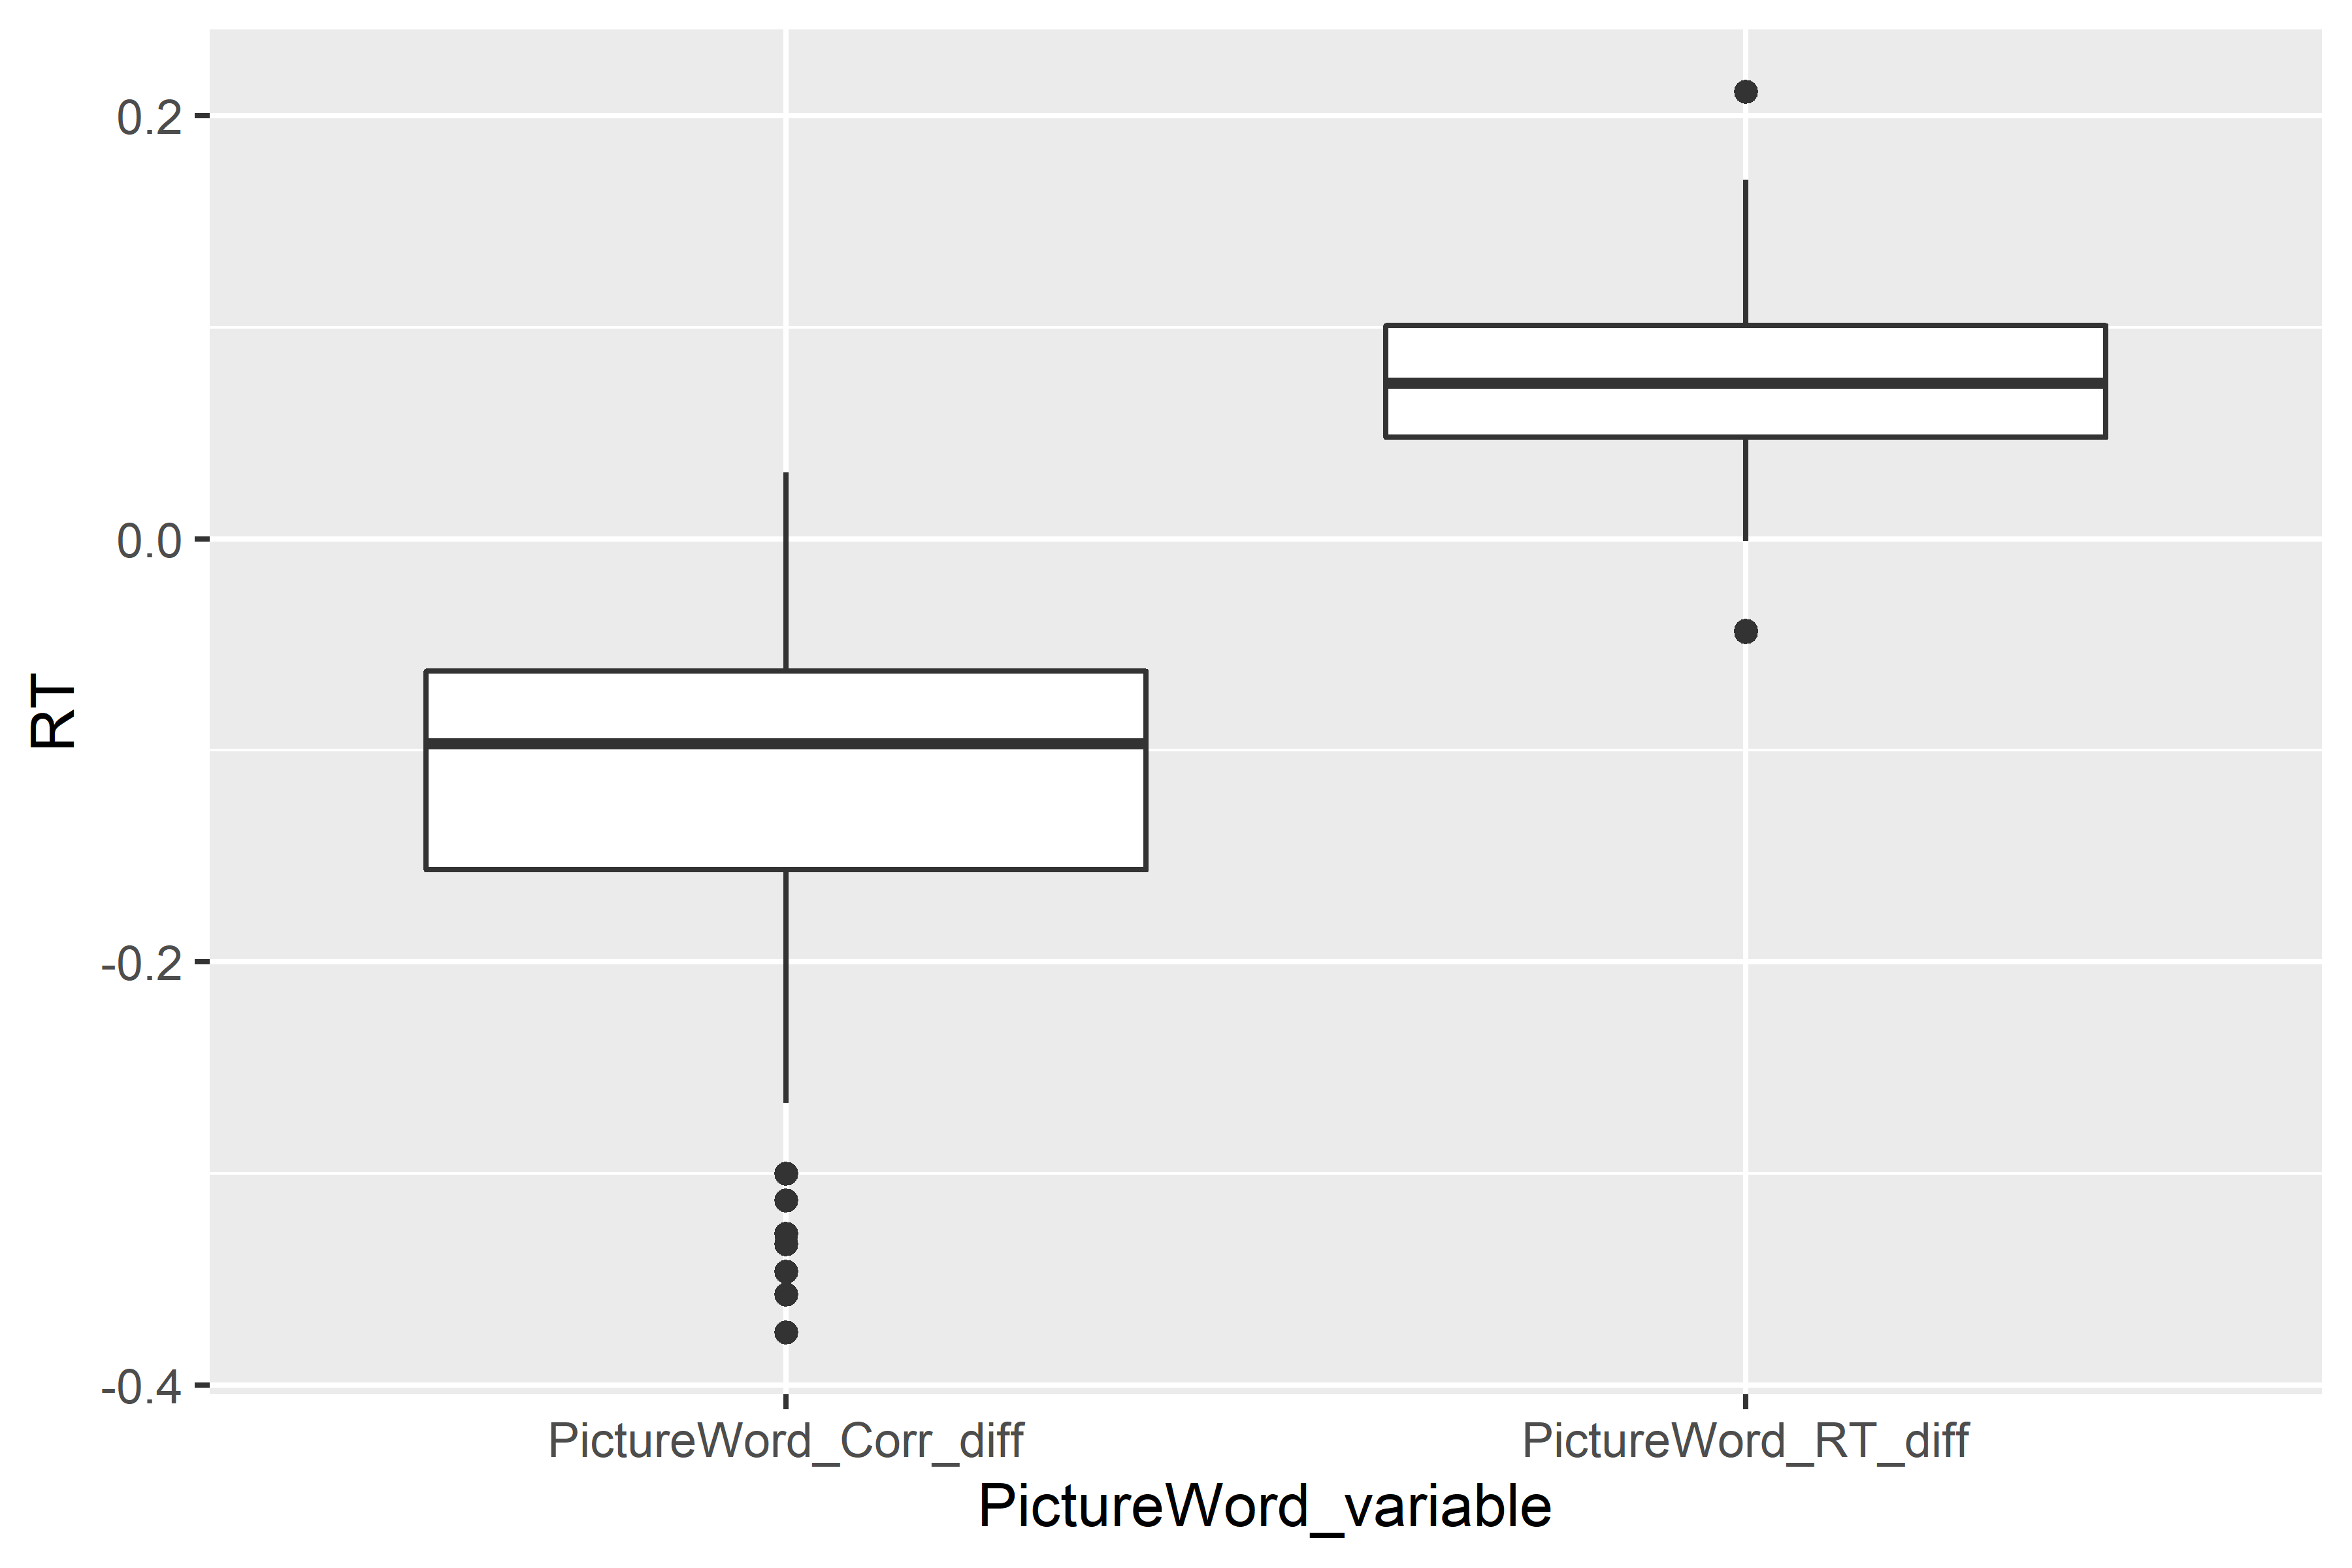 0.2
0.0
-0.2
-0.4
RT
PictureWord_Corr_diff
PictureWord_RT_diff
PictureWord_variable